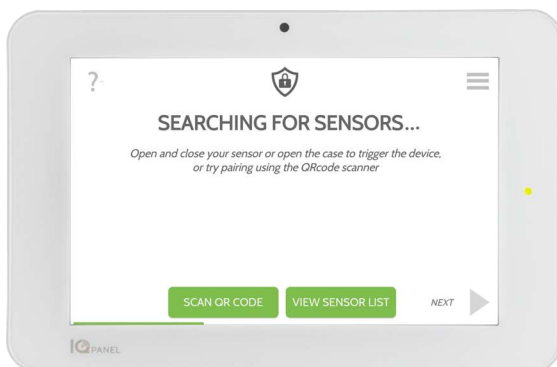 ?
SEARCHING FOR SENSORS...
Open and close your sensor or open the case to trigger the device,
or try pairing using the QRcode scanner
SCAN QR CODE
VIEW SENSOR LIST
NEXT
IQ PANEL